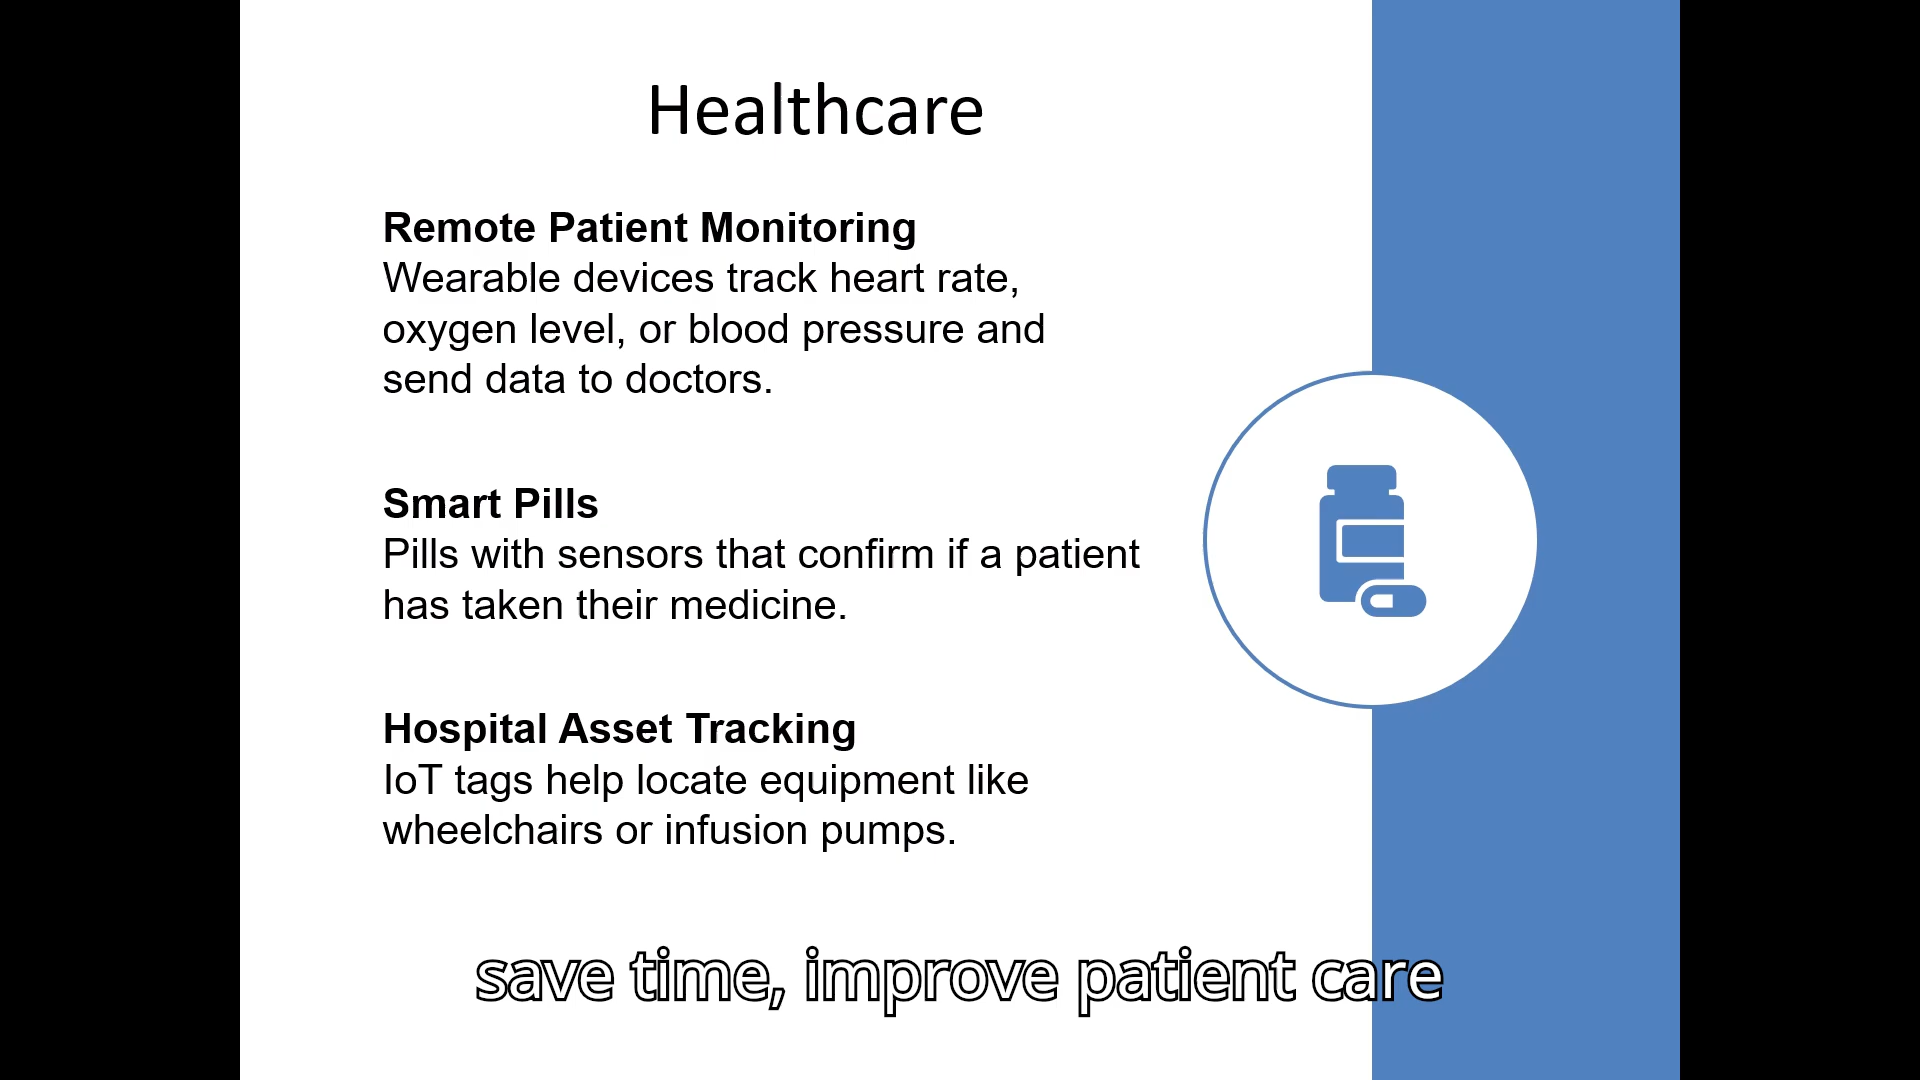 Healthcare
Remote Patient Monitoring
Wearable devices track heart rate,
oxygen level, or blood pressure and
send data to doctors.
Smart Pills
Pills with sensors that confirm if a patient
has taken their medicine.
Hospital Asset Tracking
IoT tags help locate equipment like
wheelchairs or infusion pumps.
save time, improve patient care